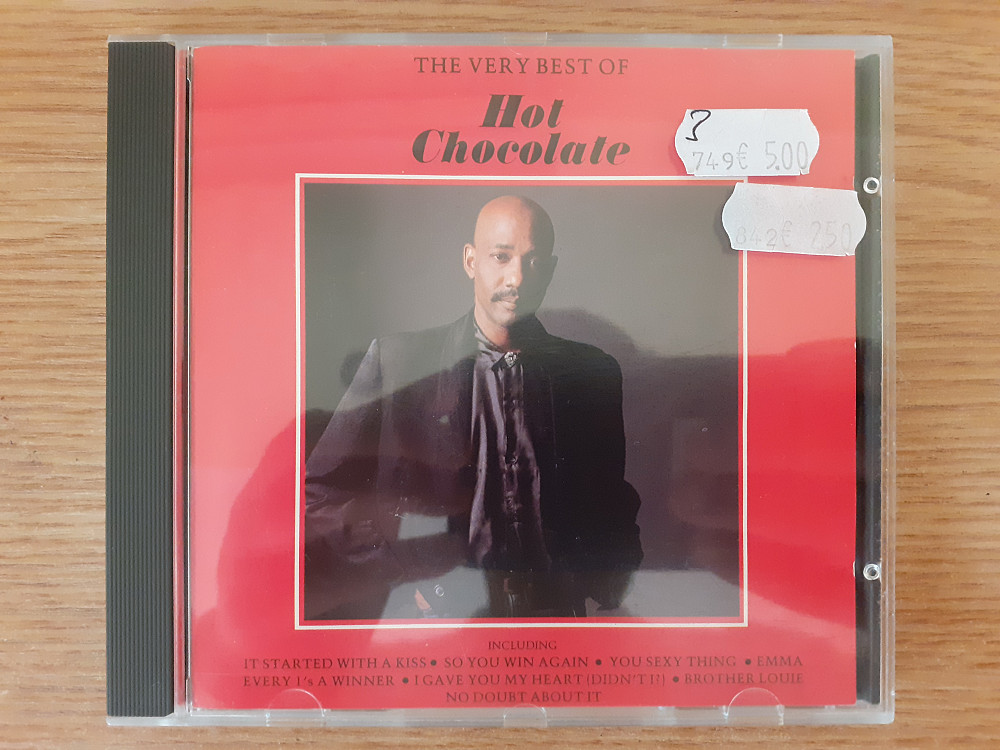 THE VERY BEST OF
Hot
Chocolate
3
749€ 5.00
842€ 250
INCLUDING
IT STARTED WITH A KISS • SO YOU WIN AGAIN • YOU SEXY THING • EMMA
EVERY 1's A WINNER • I GAVE YOU MY HEART (DIDN'T I?) • BROTHER LOUIE
NO DOUBT ABOUT IT